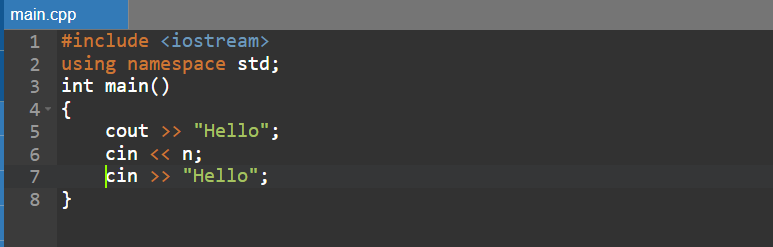 main.cpp
1 #include <iostream>
2 using namespace std;
3 int main()
4 {
5     cout >> "Hello";
6     cin << n;
7     cin >> "Hello";
8 }